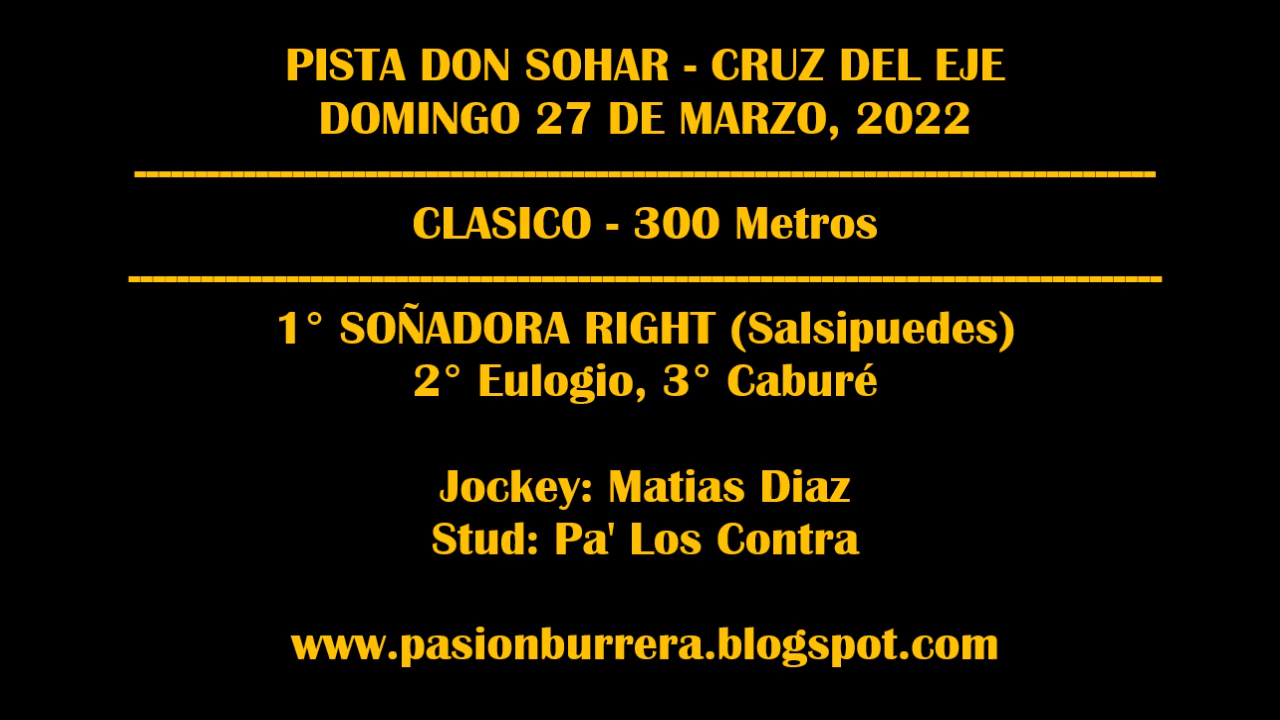 PISTA DON SOHAR - CRUZ DEL EJE
DOMINGO 27 DE MARZO, 2022
--------------------------------------------------------------------------------
CLASICO - 300 Metros
---------------------------------------------------------------------------------
1° SOÑADORA RIGHT (Salsipuedes)
2° Eulogio, 3° Caburé
Jockey: Matias Diaz
Stud: Pa' Los Contra
www.pasionburrera.blogspot.com